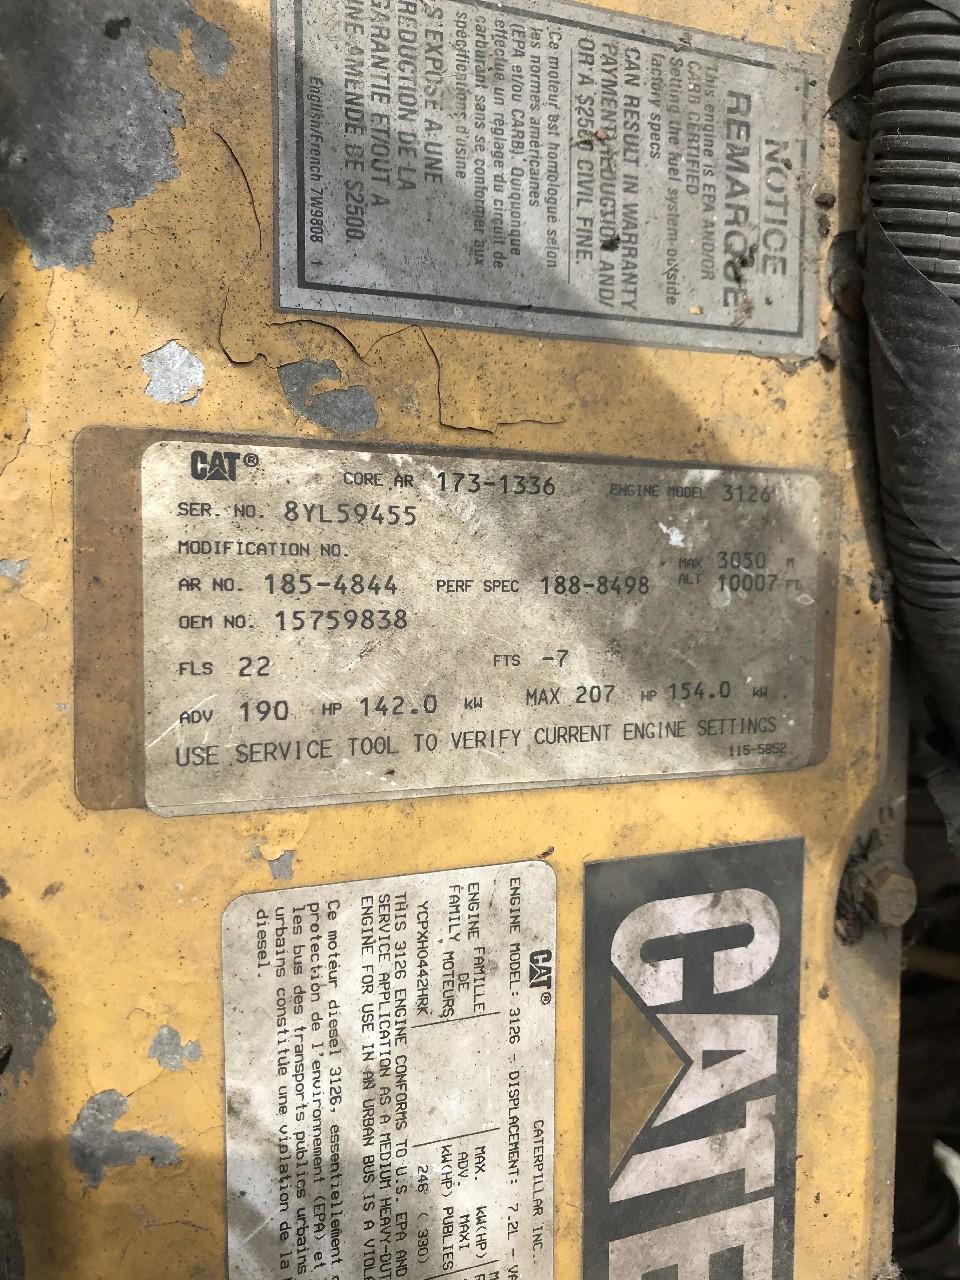 NOTICE
REMARQUE
This engine is EPA AND/OR
CARB CERTIFIED
Setting the fuel system outside
factory specs
CAN RESULT IN WARRANTY
PAYMENT REDUCTION AND/
OR A $2500 CIVIL FINE.
Ce moteur est homologué selon
les normes americaines
(EPA et/ou CARB). Quiconque
effectue un réglage du circuit de
carburant sans se conformer aux
spécifications d'usine
S'EXPOSE A UNE
REDUCTION DE LA
GARANTIE ET/OUT A
UNE AMENDE DE $2500.
English/French 7W9808 1
CAT®
CORE AR 173-1336 ENGINE MODEL 3126
SER. NO. 8YL59455
MODIFICATION NO.
MAX 3050 M
AR NO. 185-4844 PERF SPEC 188-8498 ALT 10007 FT
OEM NO. 15759838
FLS 22 FTS -7
ADV 190 HP 142.0 kW MAX 207 HP 154.0 kW
USE SERVICE TOOL TO VERIFY CURRENT ENGINE SETTINGS
115-5852
CATE
CAT® CATERPILLAR INC.
ENGINE MODEL: 3126 - DISPLACEMENT: 7.2L
ENGINE FAMILLE MAX. KW(HP)
FAMILY DE MOTEURS ADV. MAXI
KW(HP) PUBLIES
YCPXH0442HRK 246 (330)
THIS 3126 ENGINE CONFORMS TO U.S. EPA AND
SERVICE APPLICATION AS A MEDIUM HEAVY-DUT
ENGINE FOR USE IN AN URBAN BUS IS A VIOLA
Ce moteur diesel 3126, essentiellement
protection de l'environnement (EPA) et
les bus des transports publics urbains
urbains constitue une violation de la
diesel.